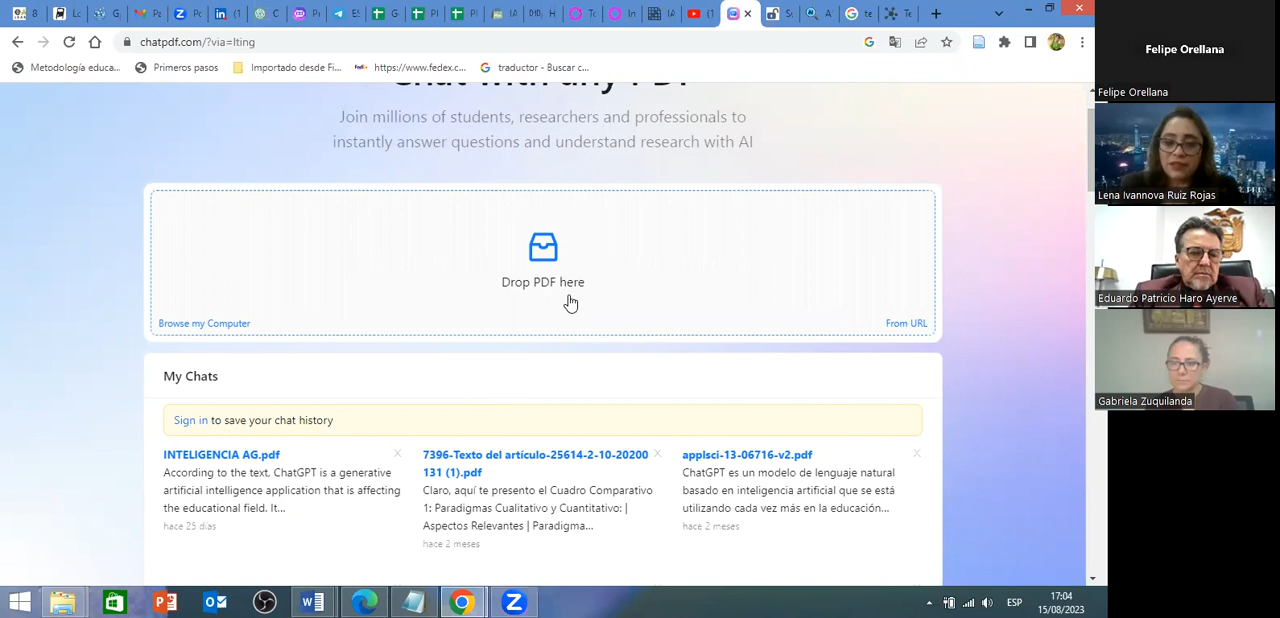 chatpdf.com/?via=lting
Metodología educa...
Primeros pasos
Importado desde Fi...
https://www.fedex.c...
traductor - Buscar c...
Chat with any PDF
Join millions of students, researchers and professionals to
instantly answer questions and understand research with AI
Drop PDF here
Browse my Computer
From URL
My Chats
Sign in to save your chat history
INTELIGENCIA AG.pdf
According to the text, ChatGPT is a generative
artificial intelligence application that is affecting
the educational field. It...
hace 25 días
7396-Texto del artículo-25614-2-10-20200
131 (1).pdf
Claro, aquí te presento el Cuadro Comparativo
1: Paradigmas Cualitativo y Cuantitativo: |
Aspectos Relevantes | Paradigma...
hace 2 meses
applsci-13-06716-v2.pdf
ChatGPT es un modelo de lenguaje natural
basado en inteligencia artificial que se está
utilizando cada vez más en la educación...
hace 2 meses
ESP
17:04
15/08/2023
Felipe Orellana
Felipe Orellana
Lena Ivannova Ruiz Rojas
Eduardo Patricio Haro Ayerve
Gabriela Zuquilanda